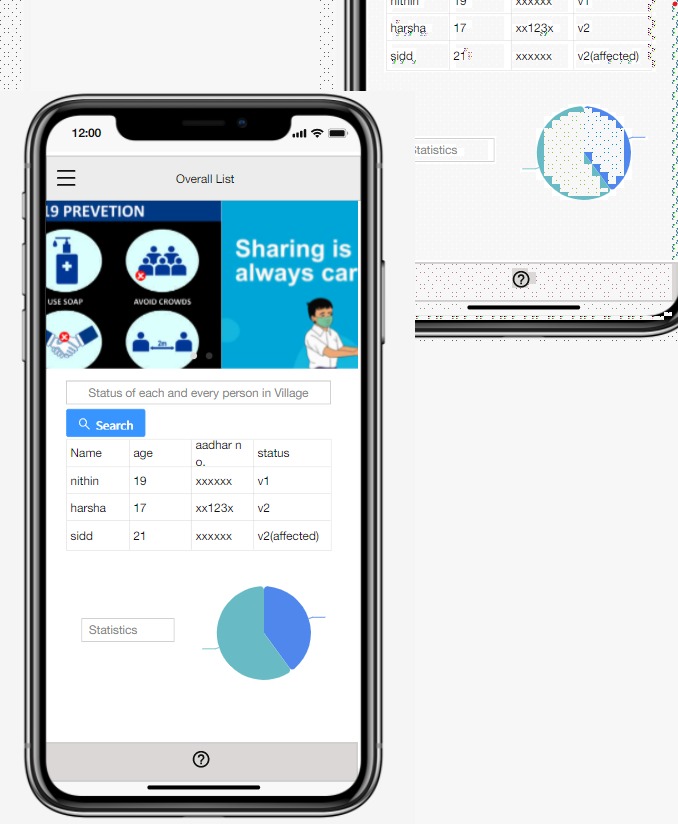 nithin 19 xxxxxx v1
harsha 17 xx123x v2
sidd 21 xxxxxx v2(affected)
Statistics
12:00
Overall List
19 PREVETION
USE SOAP AVOID CROWDS
2m
Sharing is
always car
Status of each and every person in Village
Search
Name age aadhar n status
o.
nithin 19 xxxxxx v1
harsha 17 xx123x v2
sidd 21 xxxxxx v2(affected)
Statistics